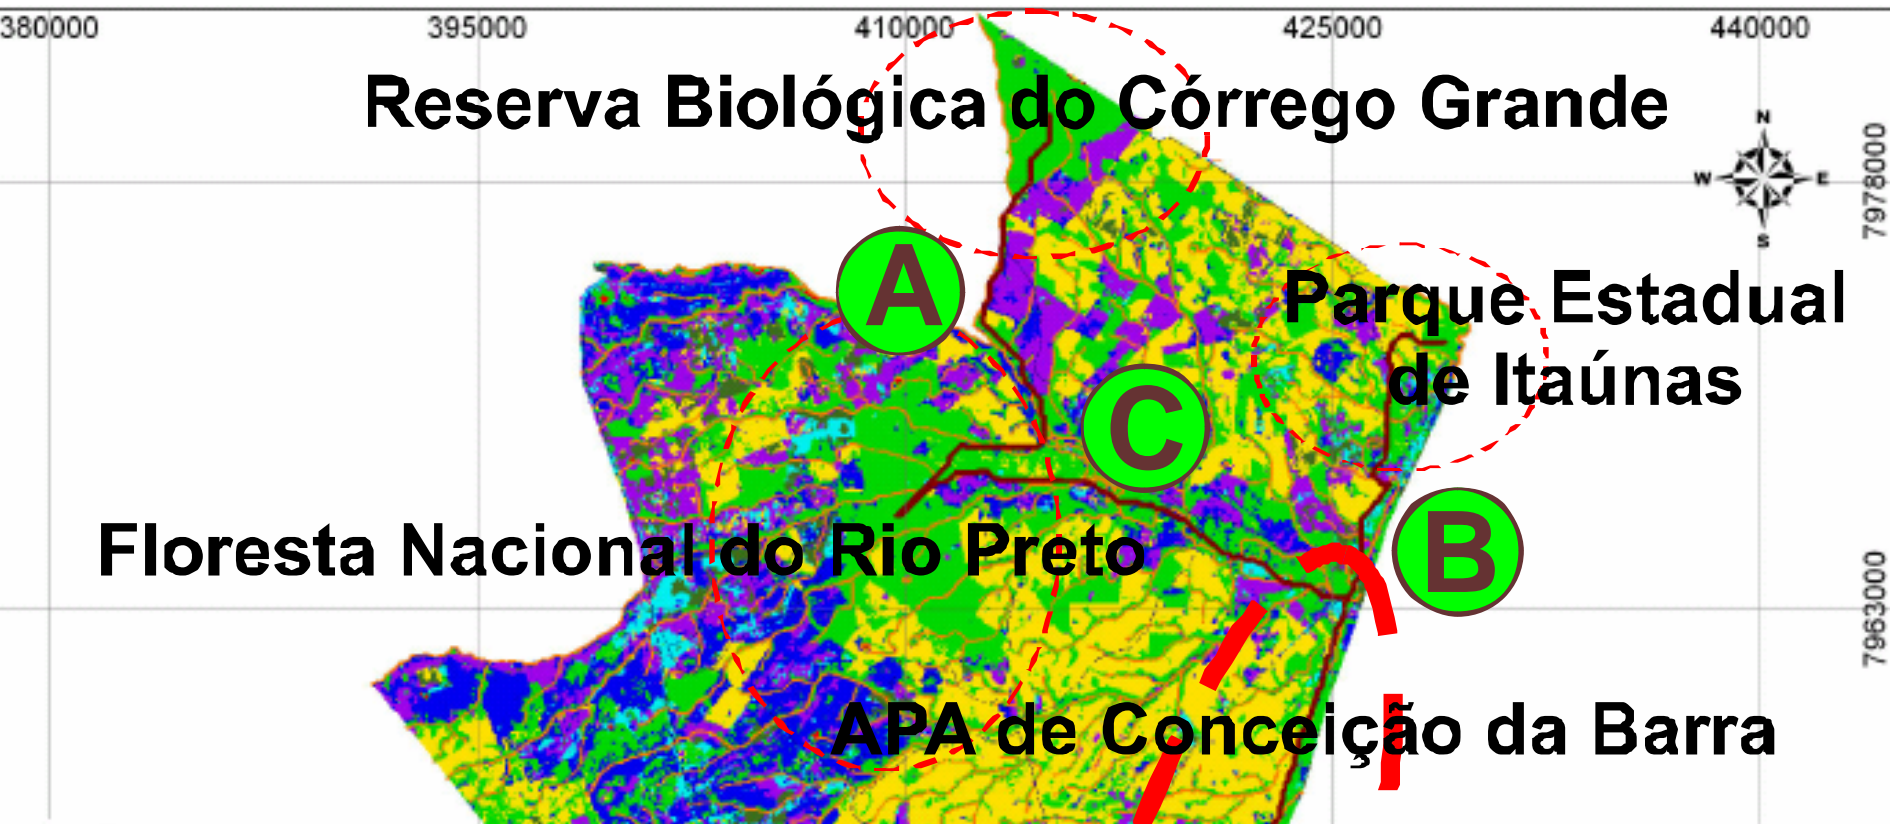 380000 395000 410000 425000 440000
Reserva Biológica do Córrego Grande
N
W E
S
7978000
A
Parque Estadual
de Itaúnas
C
B
Floresta Nacional do Rio Preto
7963000
APA de Conceição da Barra